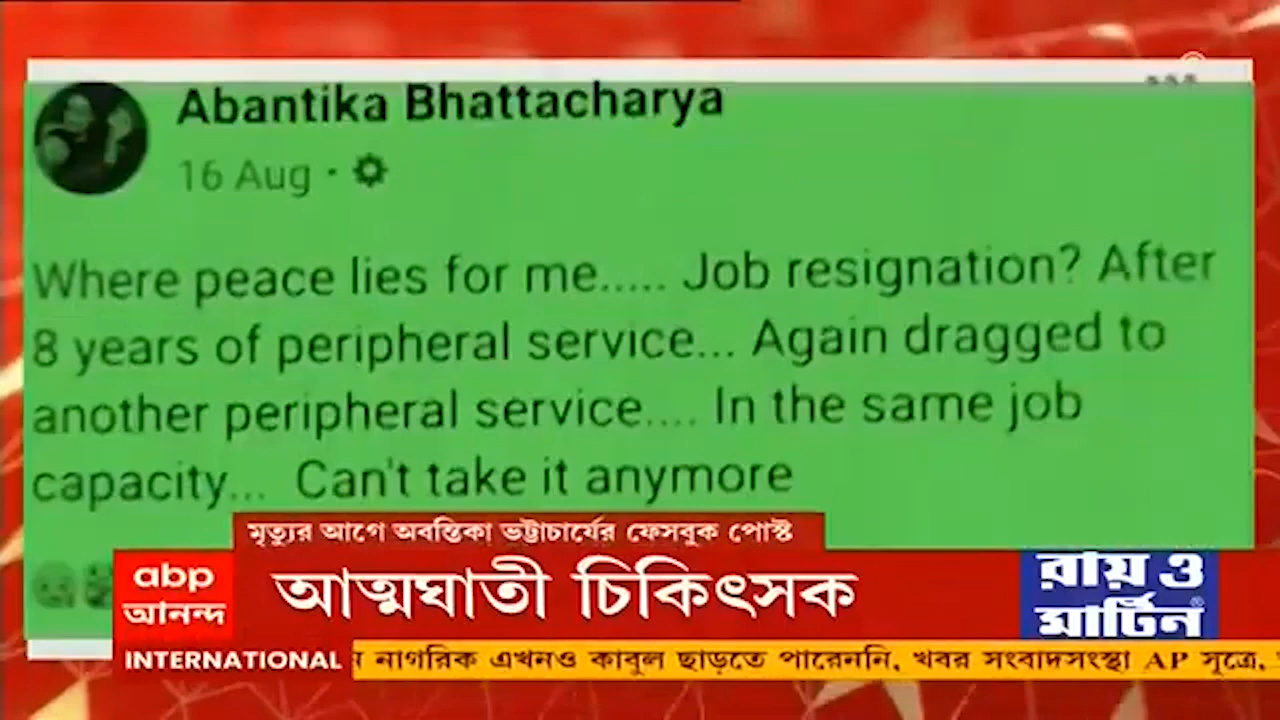 Abantika Bhattacharya
16 Aug ·
Where peace lies for me..... Job resignation? After
8 years of peripheral service... Again dragged to
another peripheral service.... In the same job
capacity... Can't take it anymore
মৃত্যুর আগে অবন্তিকা ভট্টাচার্যের ফেসবুক পোস্ট
abp
আনন্দ
আত্মঘাতী চিকিৎসক
রায় ও
মার্টিন®
INTERNATIONAL
নাগরিক এখনও কাবুল ছাড়তে পারেননি, খবর সংবাদসংস্থা AP সূত্রে,